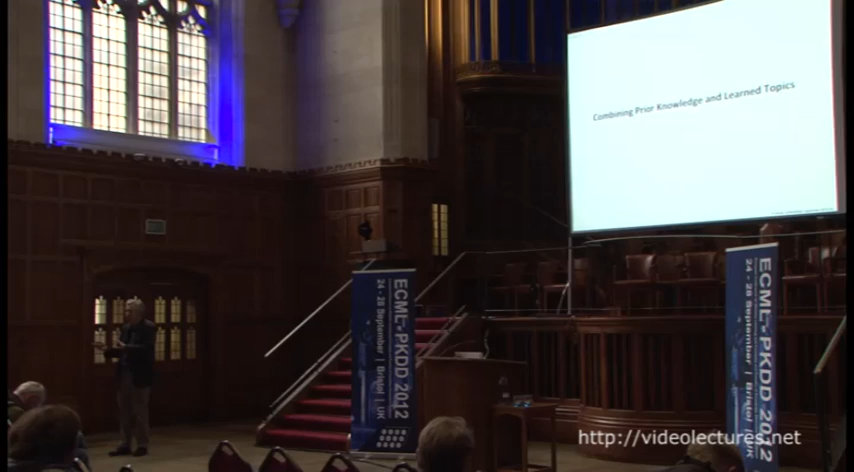 Combining Prior Knowledge and Learned Topics
ECML-PKDD 2012
24 - 28 September | Bristol | UK
ECML-PKDD 2012
24 - 28 September | Bristol | UK
http://videolectures.net